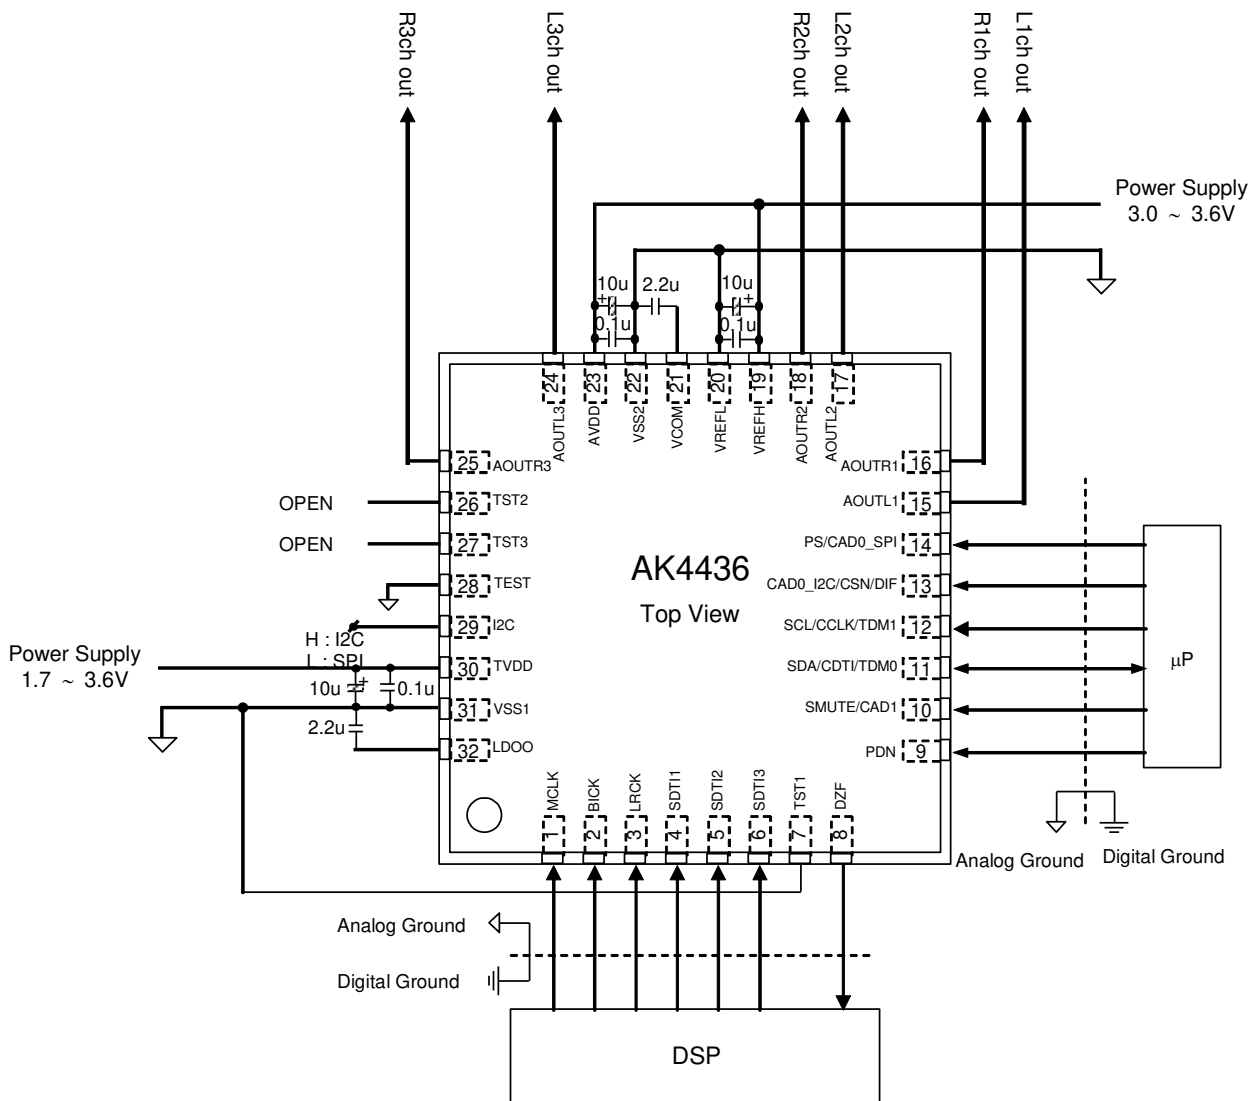 R3ch out
L3ch out
R2ch out
L2ch out
R1ch out
L1ch out
Power Supply
3.0 ~ 3.6V
10u
+
2.2u
10u
+
0.1u
0.1u
24
23
22
21
20
19
18
17
AOUTL3
AVDD
VSS2
VCOM
VREFL
VREFH
AOUTR2
AOUTL2
25
AOUTR3
AOUTR1
16
OPEN
26
TST2
AOUTL1
15
OPEN
27
TST3
PS/CAD0_SPI
14
28
TEST
AK4436
Top View
CAD0_I2C/CSN/DIF
13
29
I2C
SCL/CCLK/TDM1
12
H : I2C
L : SPI
Power Supply
1.7 ~ 3.6V
30
TVDD
SDA/CDTI/TDM0
11
µP
10u
+
0.1u
31
VSS1
SMUTE/CAD1
10
2.2u
32
LDOO
PDN
9
MCLK
BICK
LRCK
SDTI1
SDTI2
SDTI3
TST1
DZF
1
2
3
4
5
6
7
8
Analog Ground
Digital Ground
Analog Ground
Digital Ground
DSP